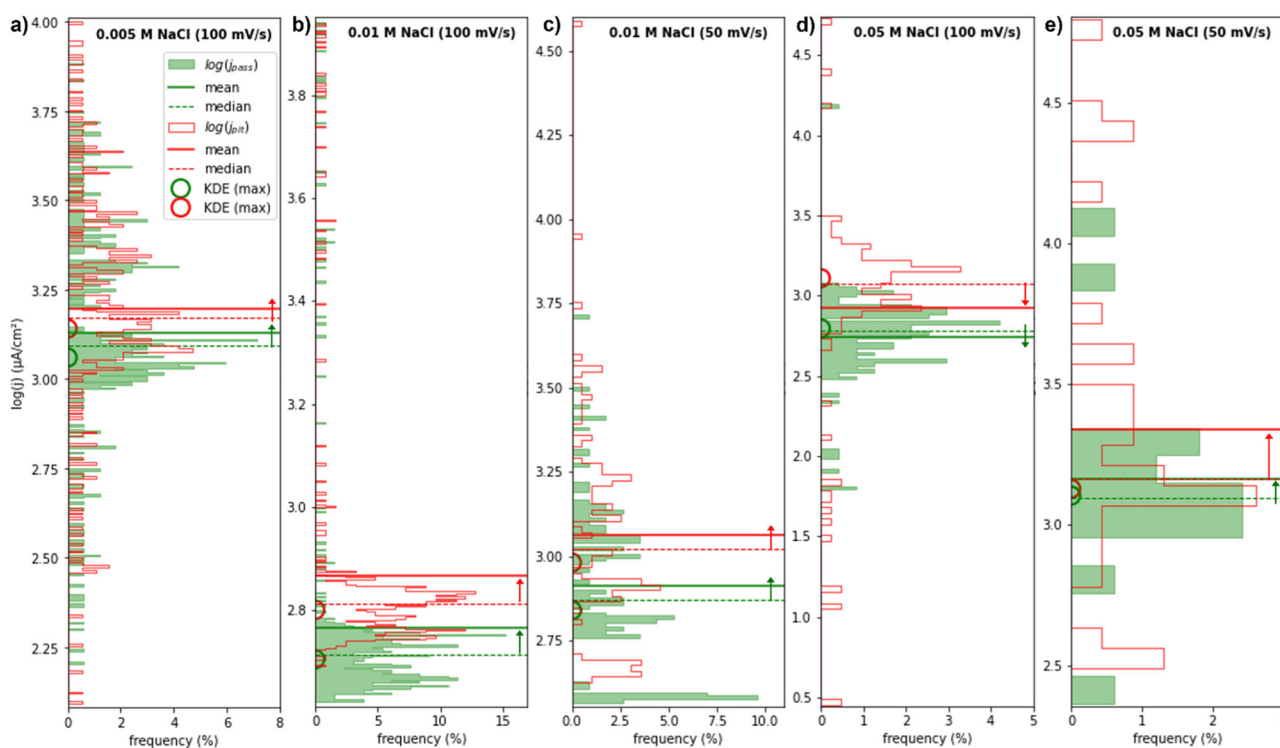 a)
0.005 M NaCl (100 mV/s)
log(j_pass)
mean
median
log(j_pit)
mean
median
KDE (max)
KDE (max)
log(j) (μA/cm²)
4.00
3.75
3.50
3.25
3.00
2.75
2.50
2.25
0
2
4
6
8
frequency (%)
b)
0.01 M NaCl (100 mV/s)
3.8
3.6
3.4
3.2
3.0
2.8
0
5
10
15
frequency (%)
c)
0.01 M NaCl (50 mV/s)
4.50
4.25
4.00
3.75
3.50
3.25
3.00
2.75
0.0
2.5
5.0
7.5
10.0
frequency (%)
d)
0.05 M NaCl (100 mV/s)
4.5
4.0
3.5
3.0
2.5
2.0
1.5
1.0
0.5
0
1
2
3
4
5
frequency (%)
e)
0.05 M NaCl (50 mV/s)
4.5
4.0
3.5
3.0
2.5
0
1
2
frequency (%)